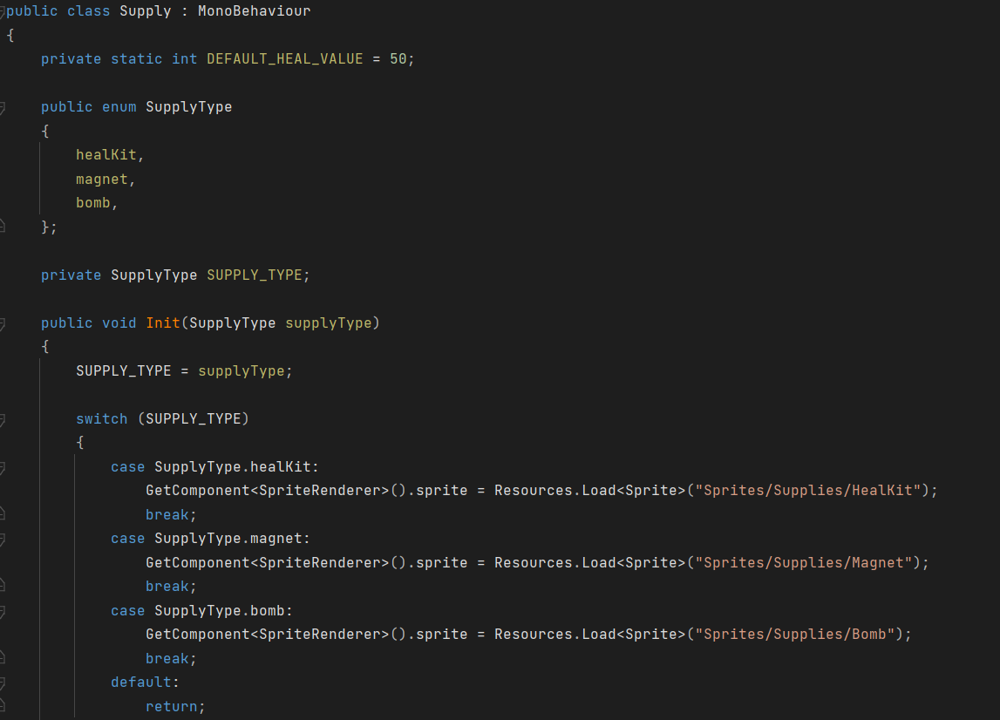 public class Supply : MonoBehaviour
{
    private static int DEFAULT_HEAL_VALUE = 50;

    public enum SupplyType
    {
        healKit,
        magnet,
        bomb,
    };

    private SupplyType SUPPLY_TYPE;

    public void Init(SupplyType supplyType)
    {
        SUPPLY_TYPE = supplyType;

        switch (SUPPLY_TYPE)
        {
            case SupplyType.healKit:
                GetComponent<SpriteRenderer>().sprite = Resources.Load<Sprite>("Sprites/Supplies/HealKit");
                break;
            case SupplyType.magnet:
                GetComponent<SpriteRenderer>().sprite = Resources.Load<Sprite>("Sprites/Supplies/Magnet");
                break;
            case SupplyType.bomb:
                GetComponent<SpriteRenderer>().sprite = Resources.Load<Sprite>("Sprites/Supplies/Bomb");
                break;
            default:
                return;